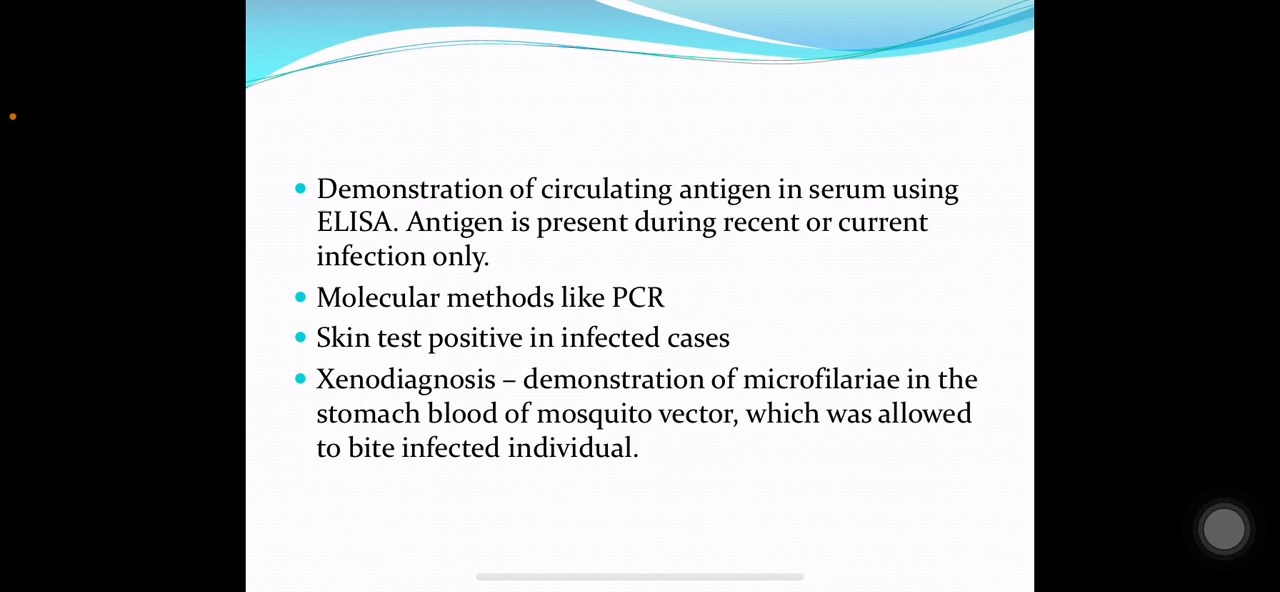 Demonstration of circulating antigen in serum using
ELISA. Antigen is present during recent or current
infection only.
Molecular methods like PCR
Skin test positive in infected cases
Xenodiagnosis – demonstration of microfilariae in the
stomach blood of mosquito vector, which was allowed
to bite infected individual.